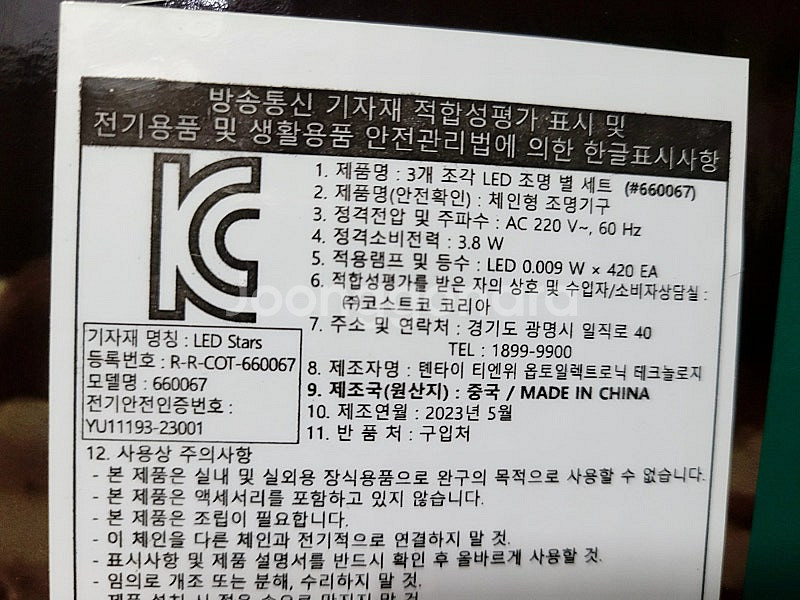 방송통신 기자재 적합성평가 표시 및
전기용품 및 생활용품 안전관리법에 의한 한글표시사항
1. 제품명 : 3개 조각 LED 조명 별 세트 (#660067)
2. 제품명(안전확인) : 체인형 조명기구
3. 정격전압 및 주파수 : AC 220 V~, 60 Hz
4. 정격소비전력 : 3.8 W
5. 적용램프 및 등수 : LED 0.009 W × 420 EA
6. 적합성평가를 받은 자의 상호 및 수입자/소비자상담실 :
㈜코스트코 코리아
7. 주소 및 연락처 : 경기도 광명시 일직로 40
TEL : 1899-9900
8. 제조자명 : 텐타이 티엔위 옵토일렉트로닉 테크놀로지
9. 제조국(원산지) : 중국 / MADE IN CHINA
10. 제조연월 : 2023년 5월
11. 반 품 처 : 구입처
기자재 명칭 : LED Stars
등록번호 : R-R-COT-660067
모델명 : 660067
전기안전인증번호 :
YU11193-23001
12. 사용상 주의사항
- 본 제품은 실내 및 실외용 장식용품으로 완구의 목적으로 사용할 수 없습니다.
- 본 제품은 액세서리를 포함하고 있지 않습니다.
- 본 제품은 조립이 필요합니다.
- 이 체인을 다른 체인과 전기적으로 연결하지 말 것.
- 표시사항 및 제품 설명서를 반드시 확인 후 올바르게 사용할 것.
- 임의로 개조 또는 분해, 수리하지 말 것.